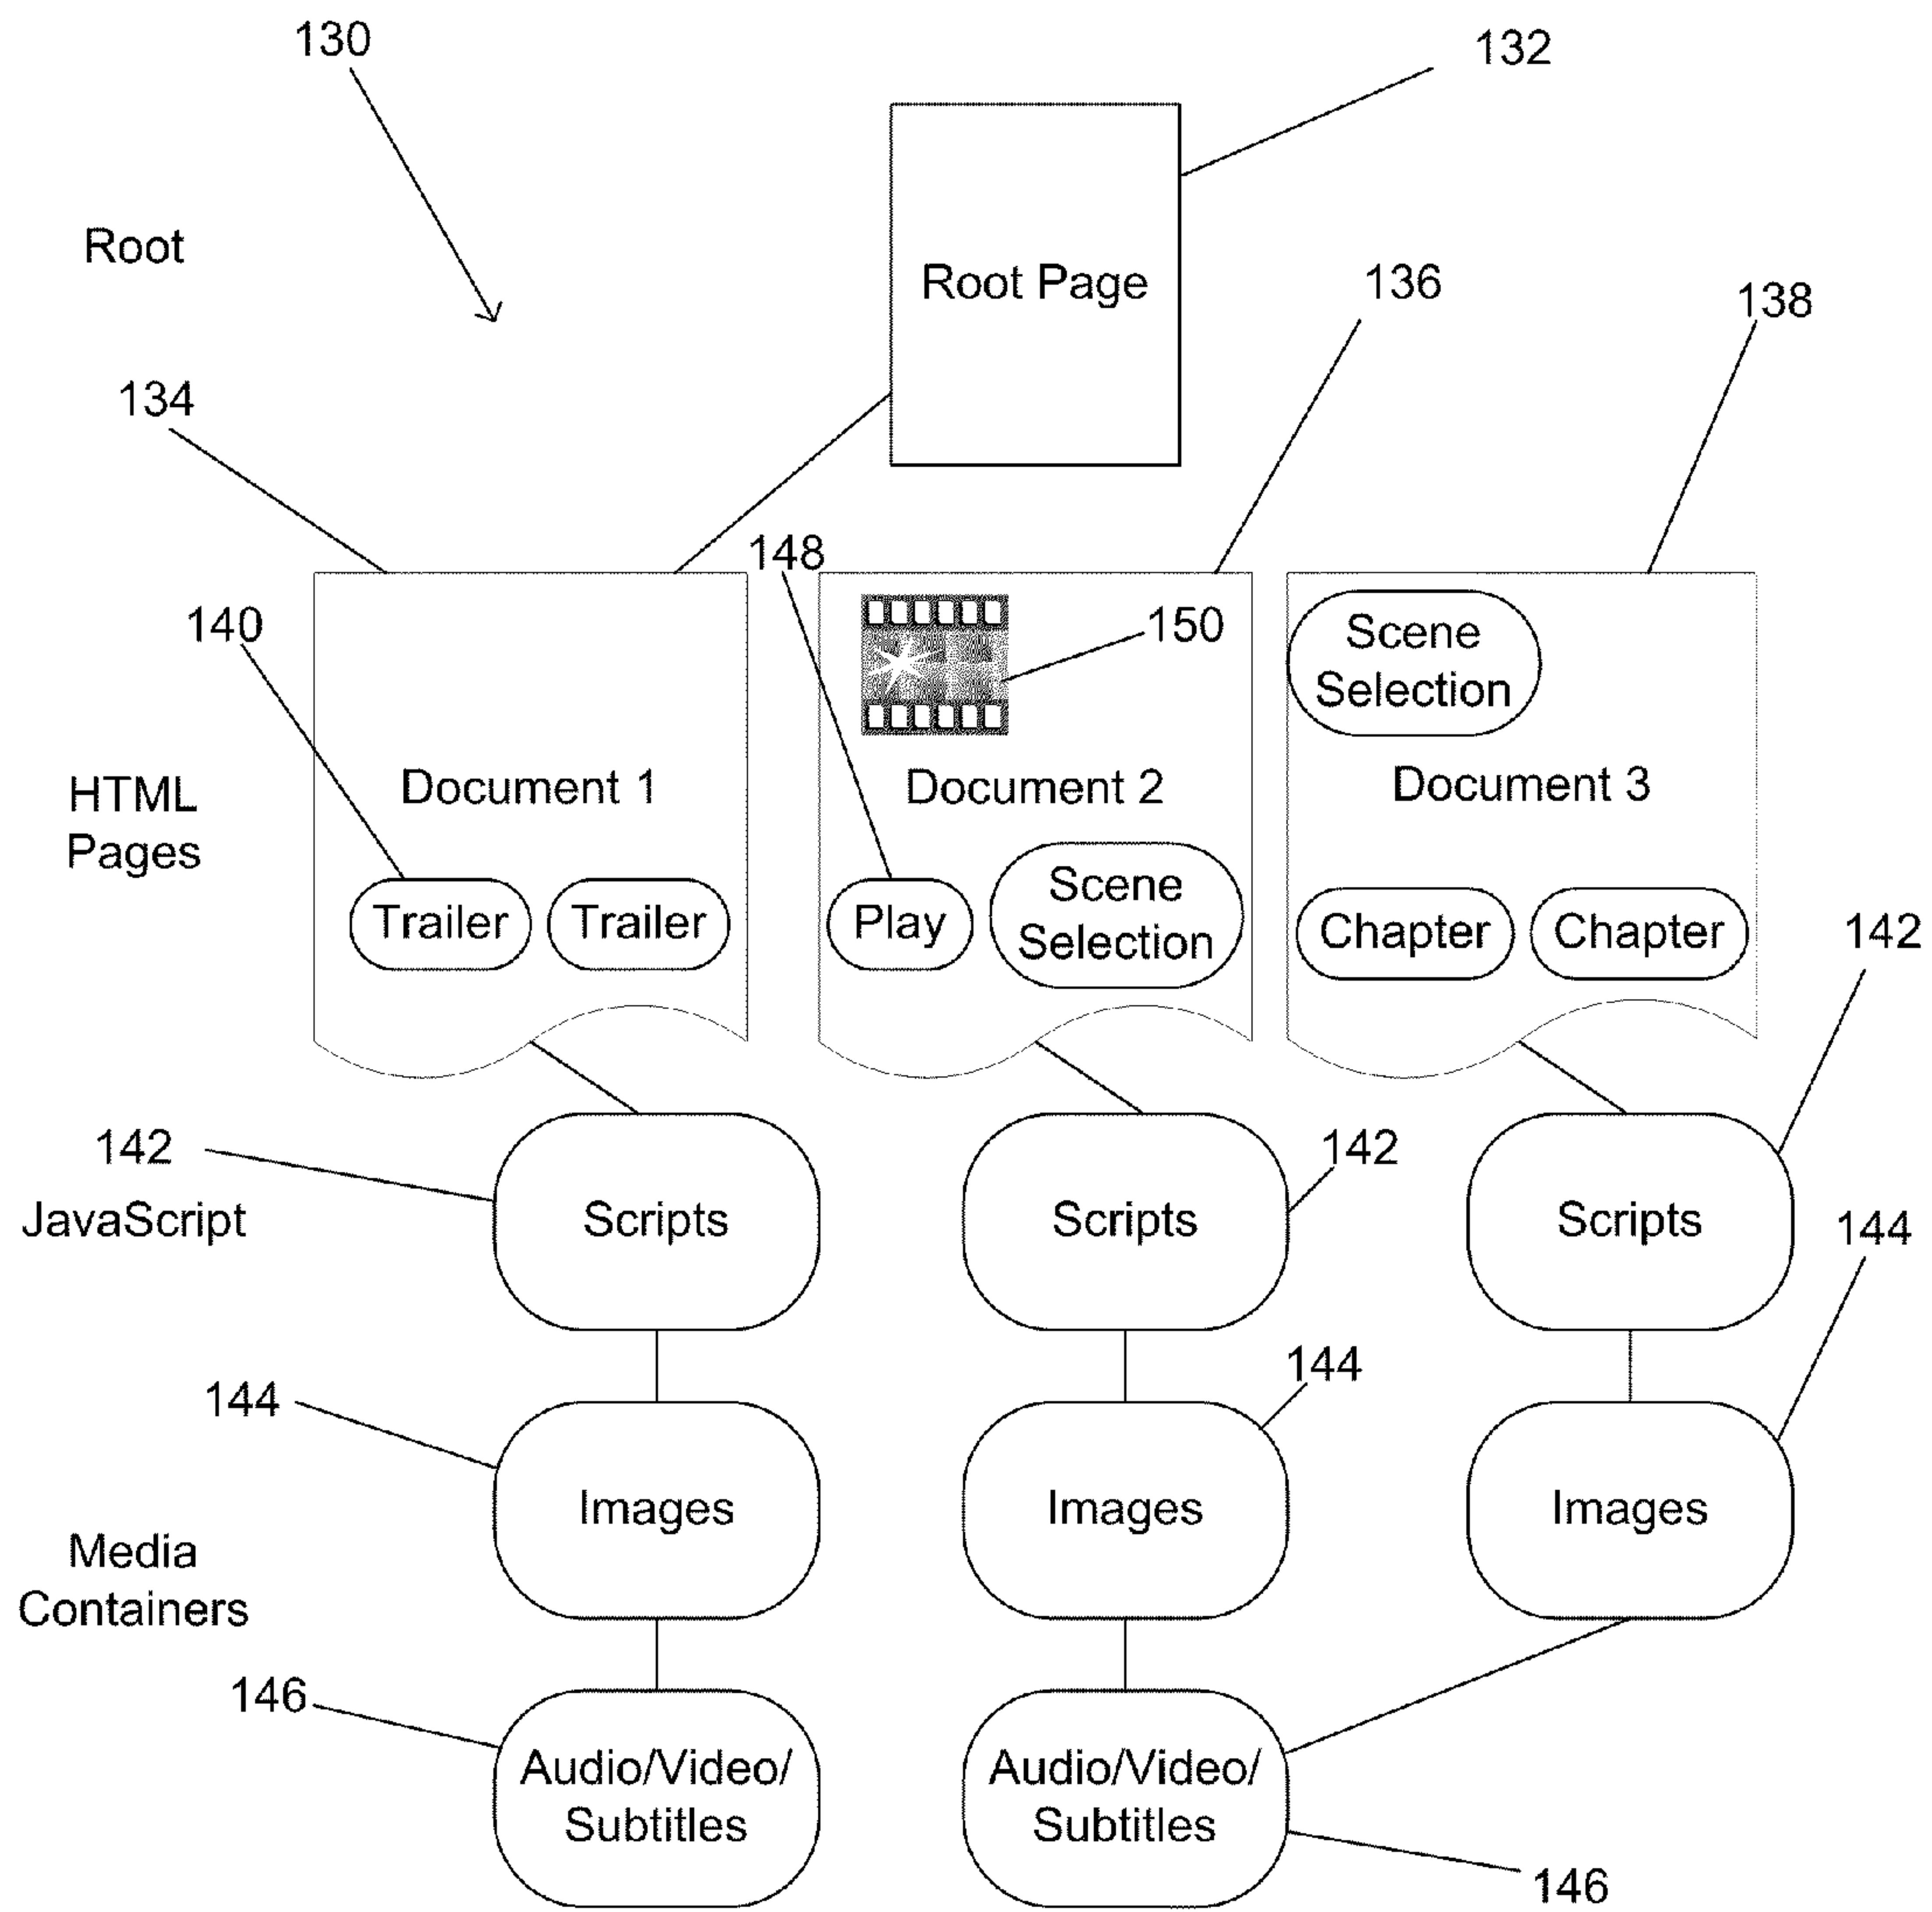 130
132
Root
Root Page
136
138
134
148
140
150
Scene
Selection
HTML
Pages
Document 1
Document 2
Document 3
Trailer
Trailer
Play
Scene
Selection
Chapter
Chapter
142
142
142
JavaScript
Scripts
Scripts
Scripts
144
144
144
Images
Images
Images
Media
Containers
146
Audio/Video/
Subtitles
Audio/Video/
Subtitles
146